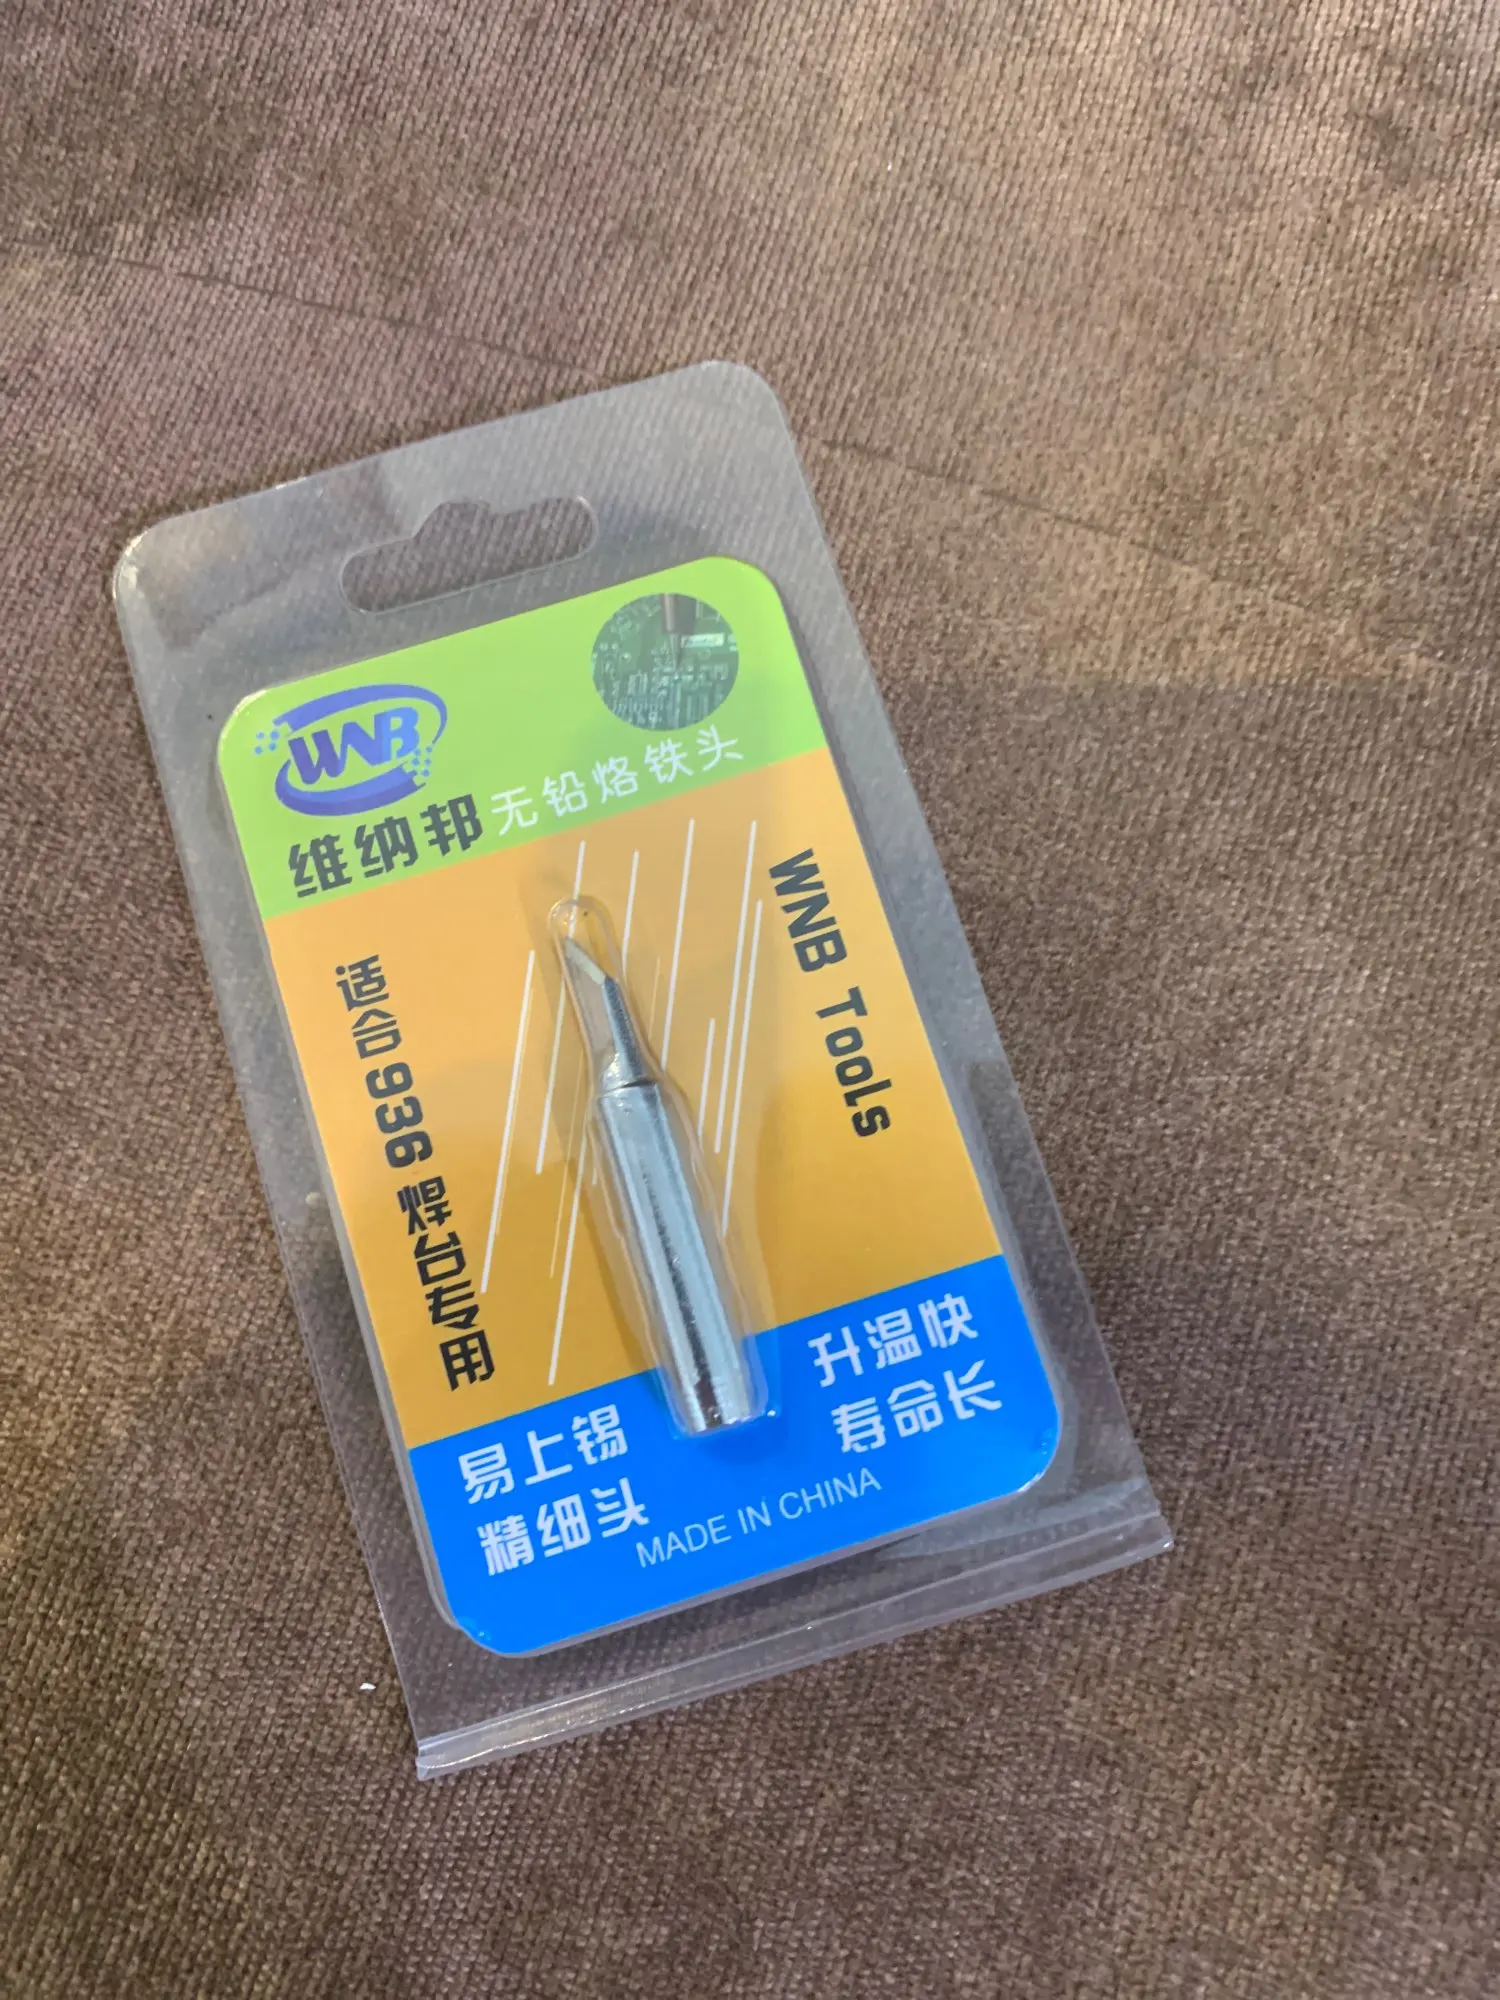 WNB
维纳邦 无铅烙铁头
适合936焊台专用
WNB Tools
易上锡
精细头
升温快
寿命长
MADE IN CHINA